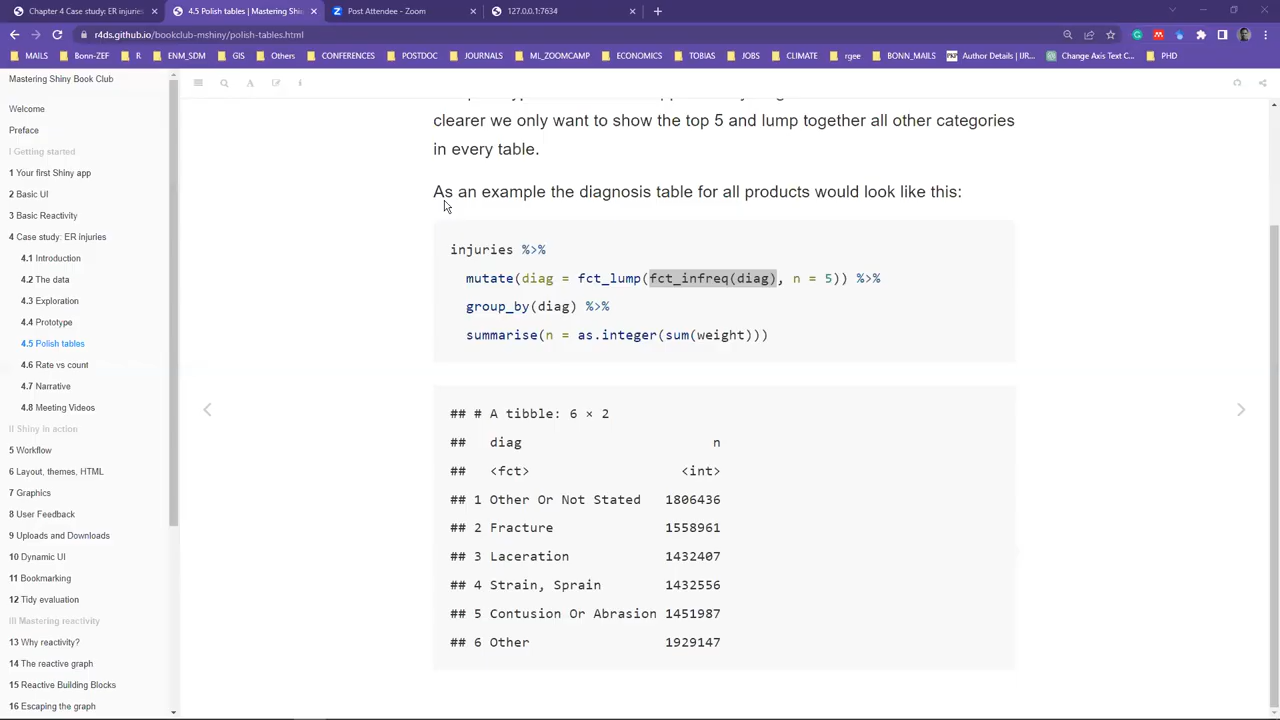 Chapter 4 Case study: ER injuries
4.5 Polish tables | Mastering Shiny
Post Attendee - Zoom
127.0.0.1:7634
r4ds.github.io/bookclub-mshiny/polish-tables.html
MAILS
Bonn-ZEF
R
ENM_SDM
GIS
Others
CONFERENCES
POSTDOC
JOURNALS
ML_ZOOMCAMP
ECONOMICS
TOBIAS
JOBS
CLIMATE
rgee
BONN_MAILS
Author Details | IJR...
Change Axis Text C...
PHD
Mastering Shiny Book Club
Welcome
Preface
I Getting started
1 Your first Shiny app
2 Basic UI
3 Basic Reactivity
4 Case study: ER injuries
4.1 Introduction
4.2 The data
4.3 Exploration
4.4 Prototype
4.5 Polish tables
4.6 Rate vs count
4.7 Narrative
4.8 Meeting Videos
II Shiny in action
5 Workflow
6 Layout, themes, HTML
7 Graphics
8 User Feedback
9 Uploads and Downloads
10 Dynamic UI
11 Bookmarking
12 Tidy evaluation
III Mastering reactivity
13 Why reactivity?
14 The reactive graph
15 Reactive Building Blocks
16 Escaping the graph
clearer we only want to show the top 5 and lump together all other categories
in every table.
As an example the diagnosis table for all products would look like this:
injuries %>%
mutate(diag = fct_lump(fct_infreq(diag), n = 5)) %>%
group_by(diag) %>%
summarise(n = as.integer(sum(weight)))
## # A tibble: 6 × 2
## diag n
## <fct> <int>
## 1 Other Or Not Stated 1806436
## 2 Fracture 1558961
## 3 Laceration 1432407
## 4 Strain, Sprain 1432556
## 5 Contusion Or Abrasion 1451987
## 6 Other 1929147